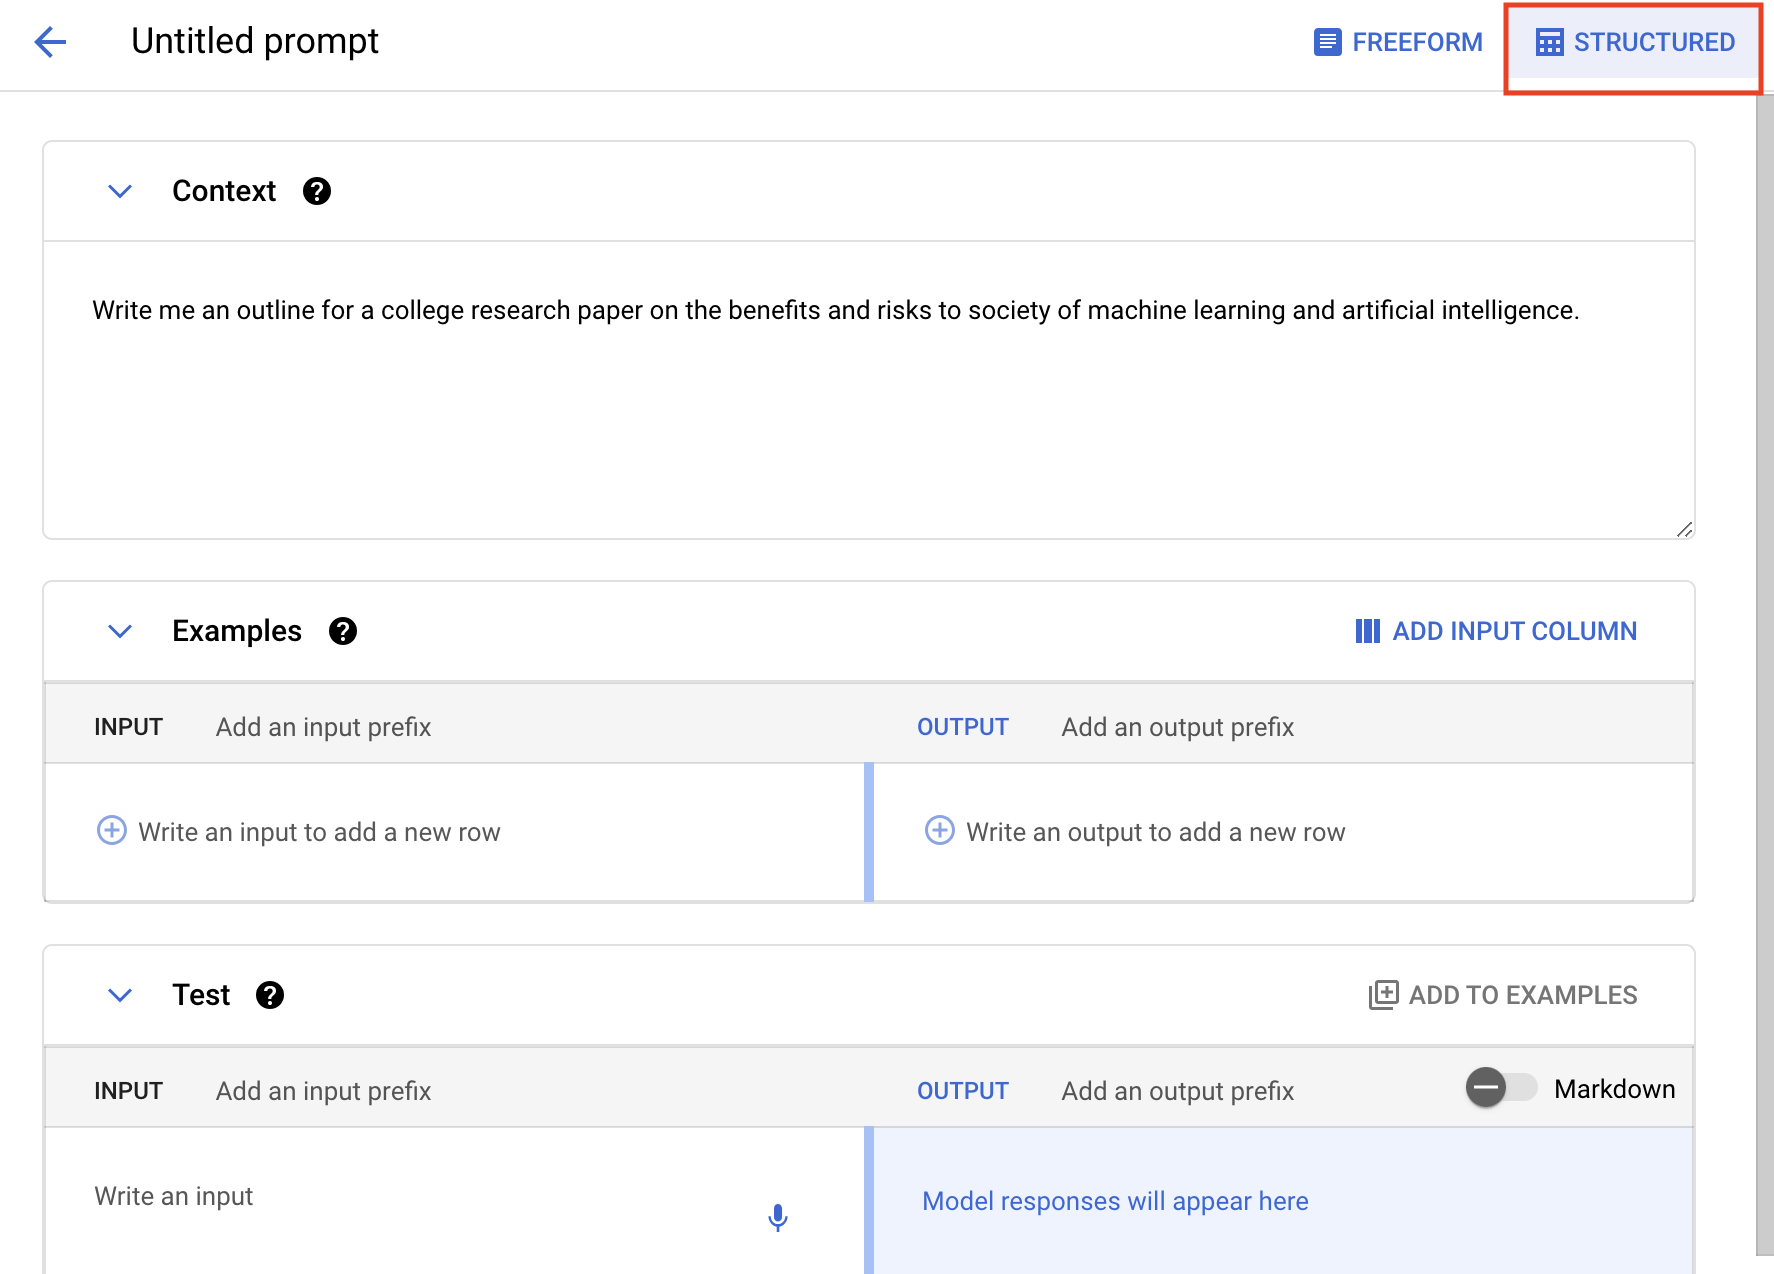 Untitled prompt
FREEFORM
STRUCTURED
Context
Write me an outline for a college research paper on the benefits and risks to society of machine learning and artificial intelligence.
Examples
ADD INPUT COLUMN
INPUT Add an input prefix
OUTPUT Add an output prefix
Write an input to add a new row
Write an output to add a new row
Test
ADD TO EXAMPLES
INPUT Add an input prefix
OUTPUT Add an output prefix
Markdown
Write an input
Model responses will appear here